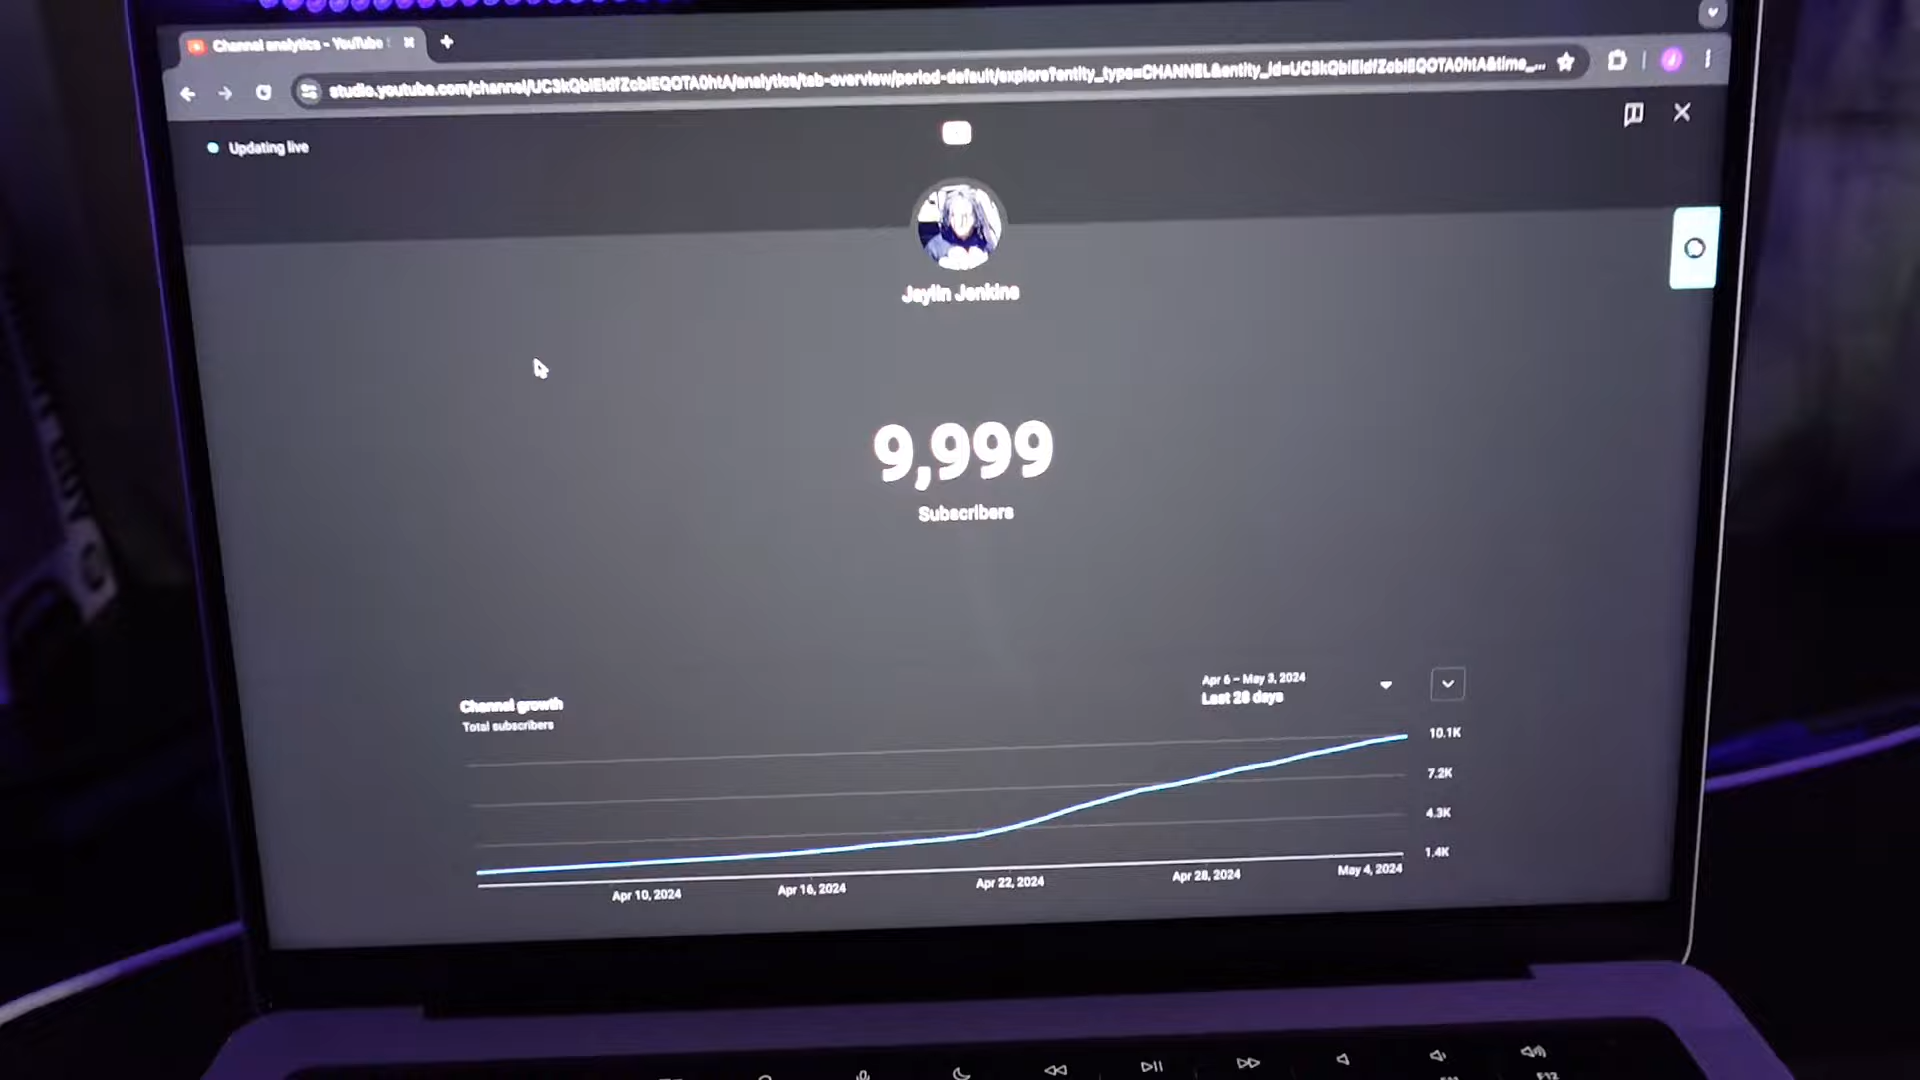 Channel analytics - YouTube
Updating live
Jaylin Jenkins
9,999
Subscribers
Channel growth
Total subscribers
Apr 6 – May 3, 2024
Last 28 days
10.1K
7.2K
4.3K
1.4K
Apr 10, 2024
Apr 16, 2024
Apr 22, 2024
Apr 28, 2024
May 4, 2024
F12